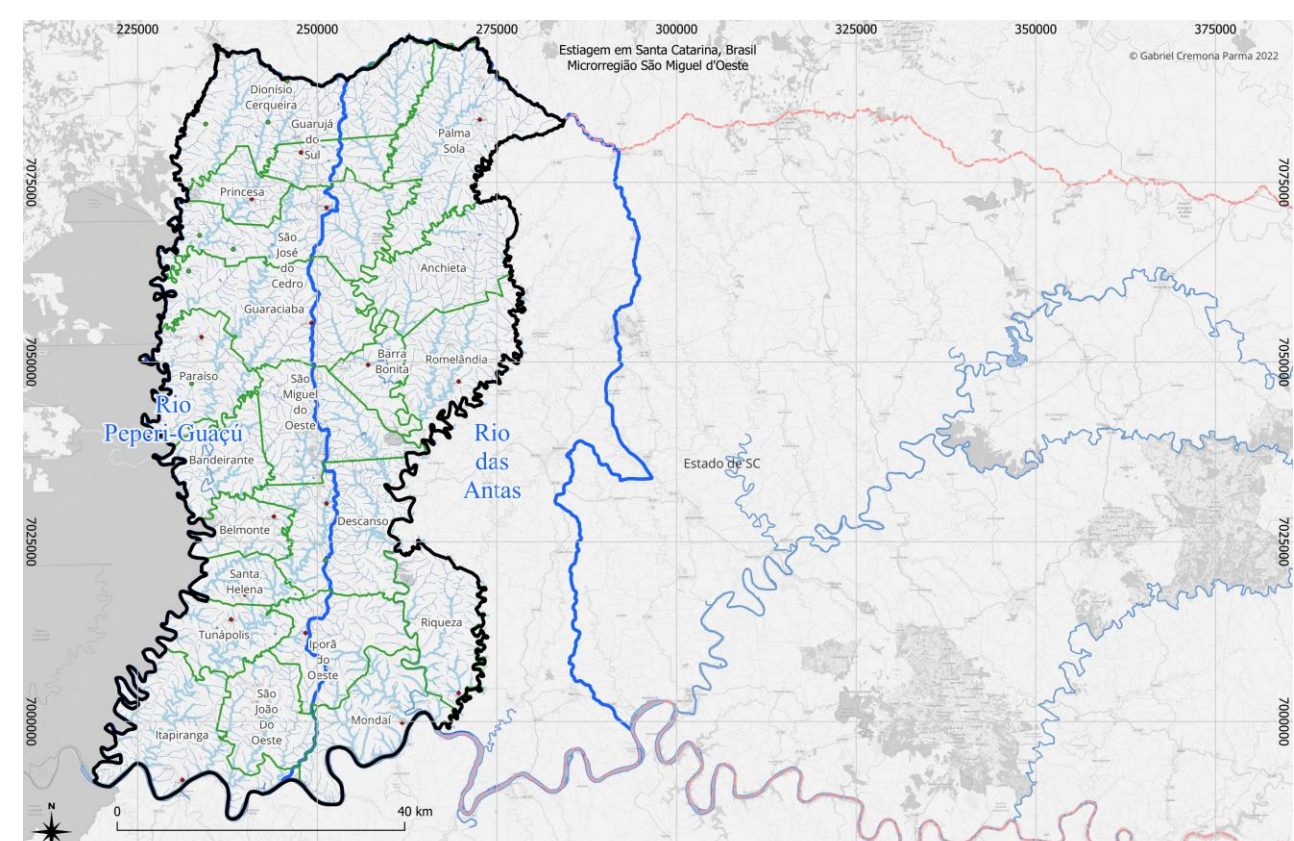 225000
250000
275000
300000
325000
350000
375000
Estiagem em Santa Catarina, Brasil
Microrregião São Miguel d'Oeste
© Gabriel Cremona Parma 2022
Dionísio
Cerqueira
Guarujá
do
Sul
Palma
Sola
7075000
7075000
Princesa
São
José
do
Cedro
Anchieta
Guaraciaba
7050000
7050000
Barra
Bonita
Romelândia
Paraíso
São
Miguel
do
Oeste
Rio
Peperi-Guaçú
Rio
das
Antas
Bandeirante
Estado de SC
Belmonte
Descanso
7025000
7025000
Santa
Helena
Riqueza
Tunápolis
Iporã
do
Oeste
São
João
Do
Oeste
Mondaí
Itapiranga
7000000
7000000
N
0
40 km